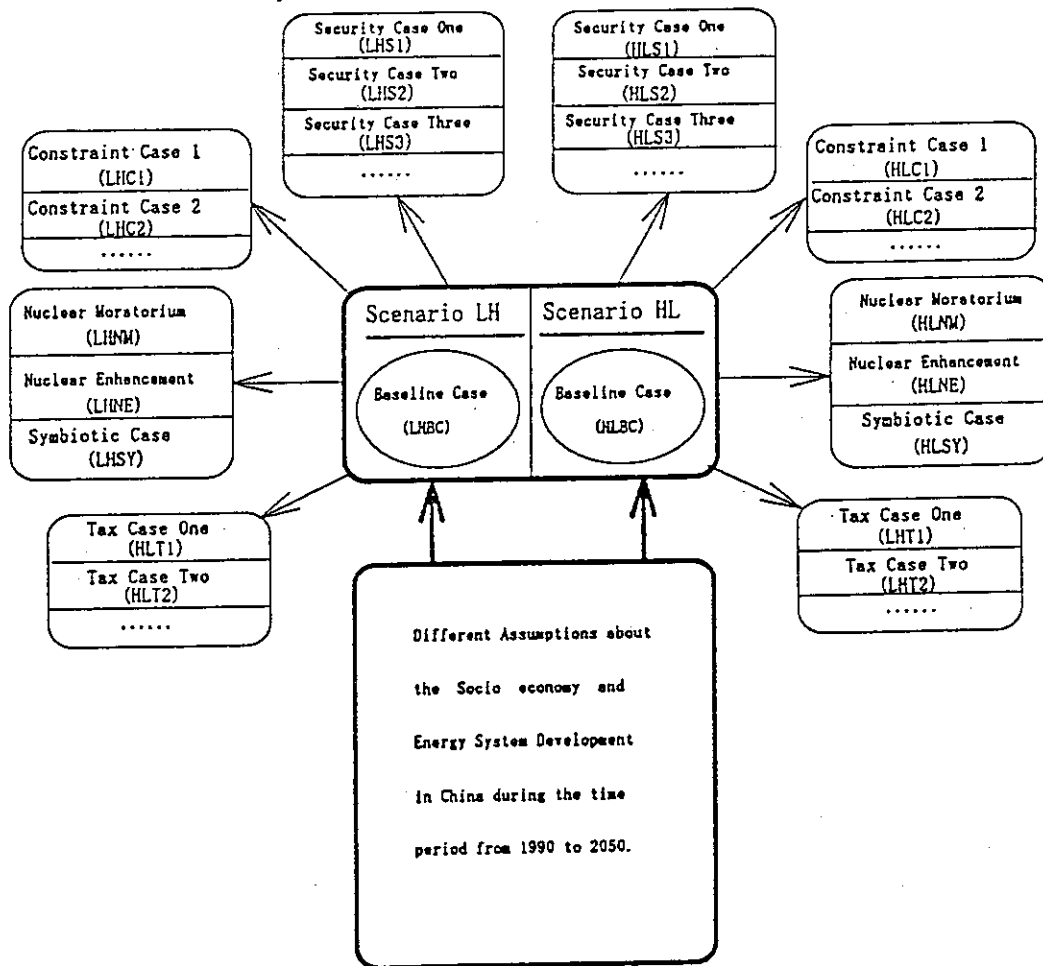 Security Case One
(LHS1)
Security Case Two
(LHS2)
Security Case Three
(LHS3)
......
Security Case One
(HLS1)
Security Case Two
(HLS2)
Security Case Three
(HLS3)
......
Constraint Case 1
(LHC1)
Constraint Case 2
(LHC2)
......
Constraint Case 1
(HLC1)
Constraint Case 2
(HLC2)
......
Nuclear Moratorium
(LHNM)
Nuclear Enhancement
(LHNE)
Symbiotic Case
(LHSY)
Scenario LH
Baseline Case
(LHBC)
Scenario HL
Baseline Case
(HLBC)
Nuclear Moratorium
(HLNM)
Nuclear Enhancement
(HLNE)
Symbiotic Case
(HLSY)
Tax Case One
(HLT1)
Tax Case Two
(HLT2)
......
Tax Case One
(LHT1)
Tax Case Two
(LHT2)
......
Different Assumptions about
the Socio economy and
Energy System Development
in China during the time
period from 1990 to 2050.